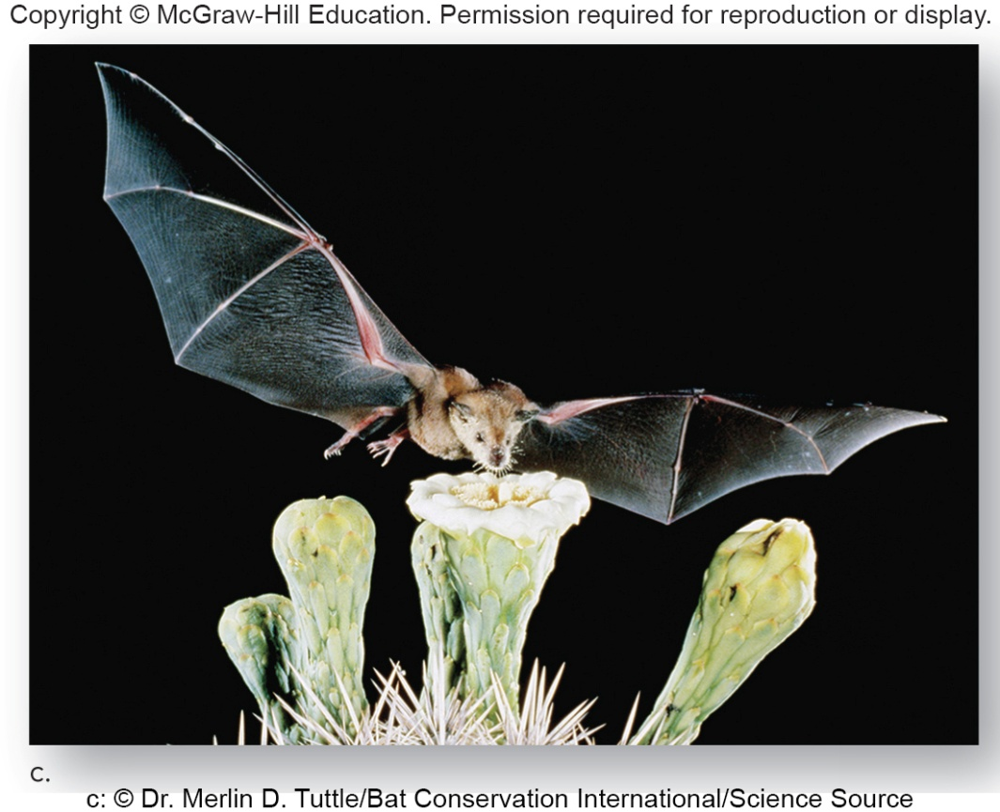 Copyright © McGraw-Hill Education. Permission required for reproduction or display.
c.
c: © Dr. Merlin D. Tuttle/Bat Conservation International/Science Source